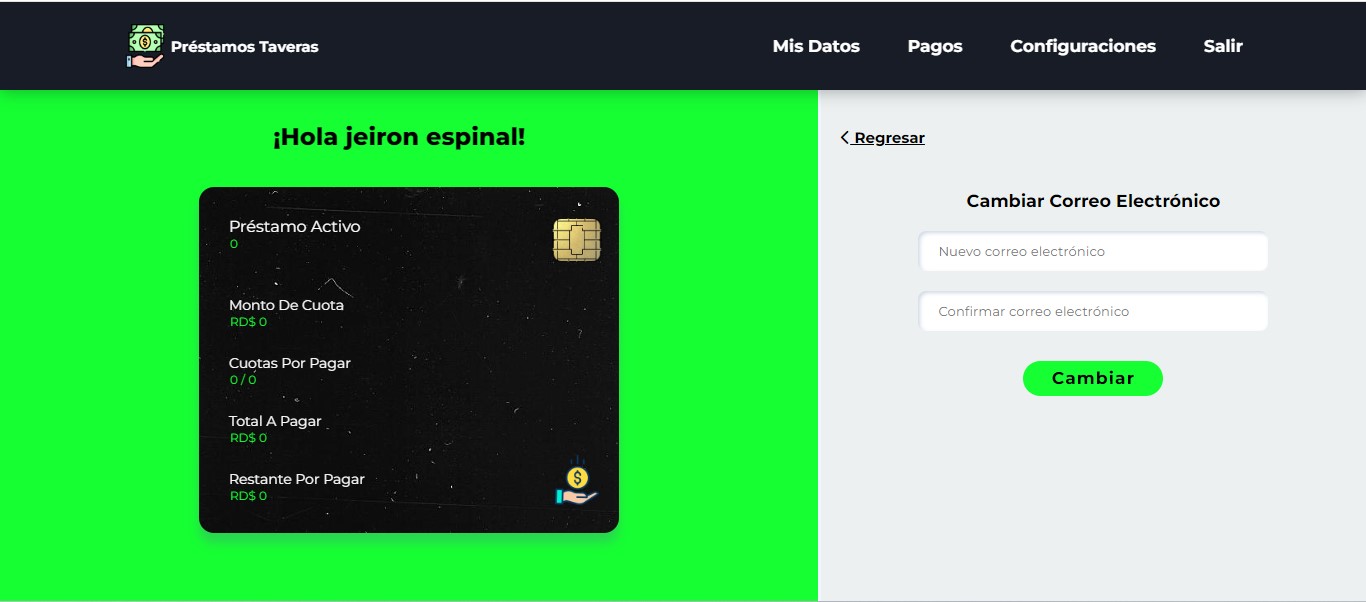 Préstamos Taveras
Mis Datos Pagos Configuraciones Salir
¡Hola jeiron espinal!
Préstamo Activo
0
Monto De Cuota
RD$ 0
Cuotas Por Pagar
0 / 0
Total A Pagar
RD$ 0
Restante Por Pagar
RD$ 0
Regresar
Cambiar Correo Electrónico
Nuevo correo electrónico
Confirmar correo electrónico
Cambiar